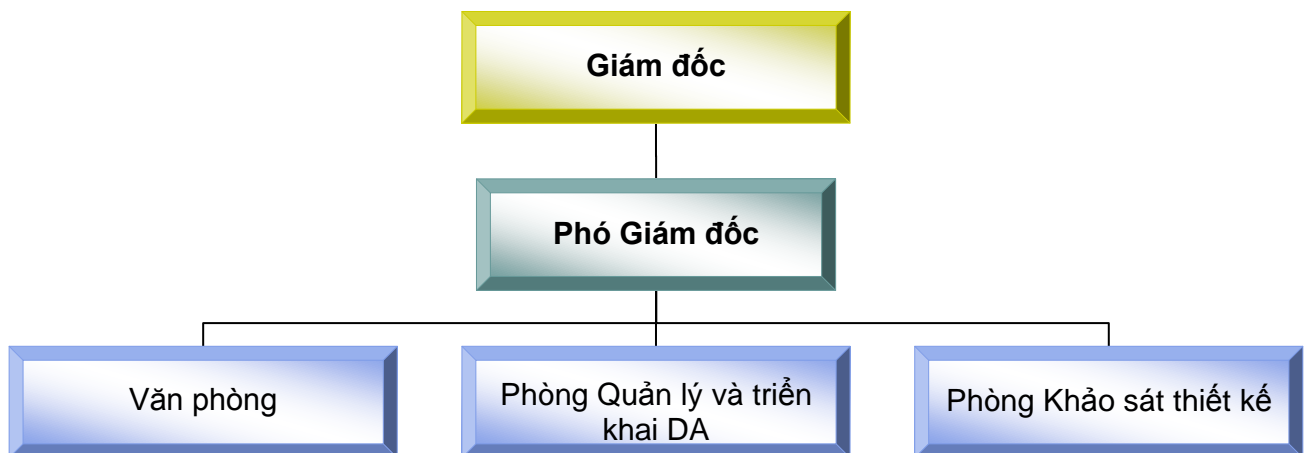 Giám đốc
Phó Giám đốc
Văn phòng
Phòng Quản lý và triển
khai DA
Phòng Khảo sát thiết kế